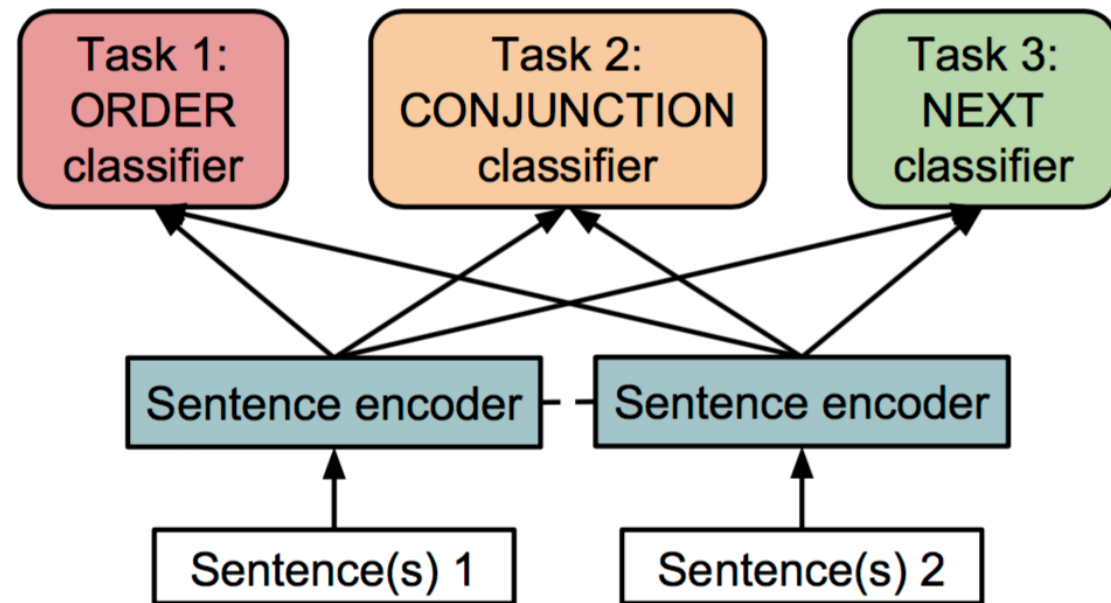 Task 1:
ORDER
classifier
Task 2:
CONJUNCTION
classifier
Task 3:
NEXT
classifier
Sentence encoder
Sentence encoder
Sentence(s) 1
Sentence(s) 2